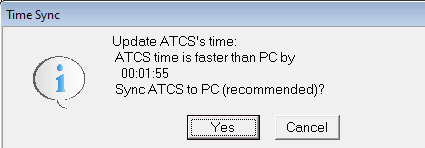 Time Sync
Update ATCS's time:
ATCS time is faster than PC by
00:01:55
Sync ATCS to PC (recommended)?
Yes
Cancel